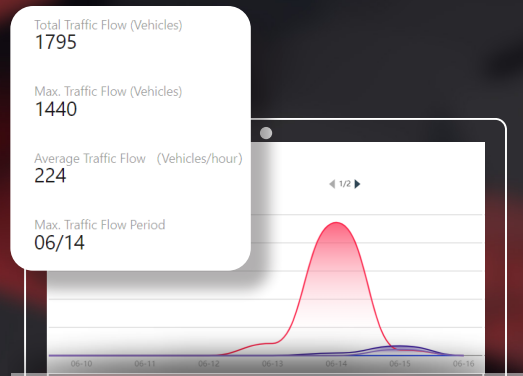 Total Traffic Flow (Vehicles)
1795
Max. Traffic Flow (Vehicles)
1440
Average Traffic Flow (Vehicles/hour)
224
Max. Traffic Flow Period
06/14
1/2
06-10 06-11 06-12 06-13 06-14 06-15 06-16